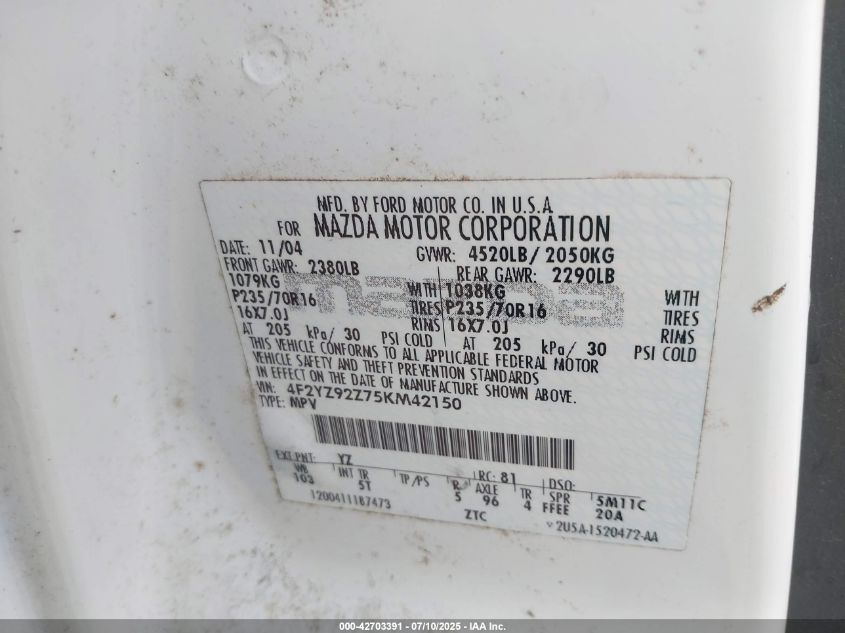 MFD. BY FORD MOTOR CO. IN U.S.A.
FOR MAZDA MOTOR CORPORATION
DATE: 11/04 GVWR: 4520LB/ 2050KG
FRONT GAWR: 2380LB REAR GAWR: 2290LB
1079KG WITH 1038KG WITH
P235/70R16 TIRES P235/70R16 TIRES
16X7.0J RIMS 16X7.0J RIMS
AT 205 kPa/ 30 PSI COLD AT 205 kPa/ 30 PSI COLD
mazda
THIS VEHICLE CONFORMS TO ALL APPLICABLE FEDERAL MOTOR
VEHICLE SAFETY AND THEFT PREVENTION STANDARDS
IN EFFECT ON THE DATE OF MANUFACTURE SHOWN ABOVE.
VIN: 4F2YZ92Z75KM42150
TYPE: MPV
EXT PNT: YZ RC: 81 DSO:
WB INT TR TP/PS R AXLE TR SPR 5M11C
103 5T 5 96 4 FFEE 20A
1200411187473 ZTC v2U5A-1520472-AA
000-42703391 - 07/10/2025 - IAA Inc.